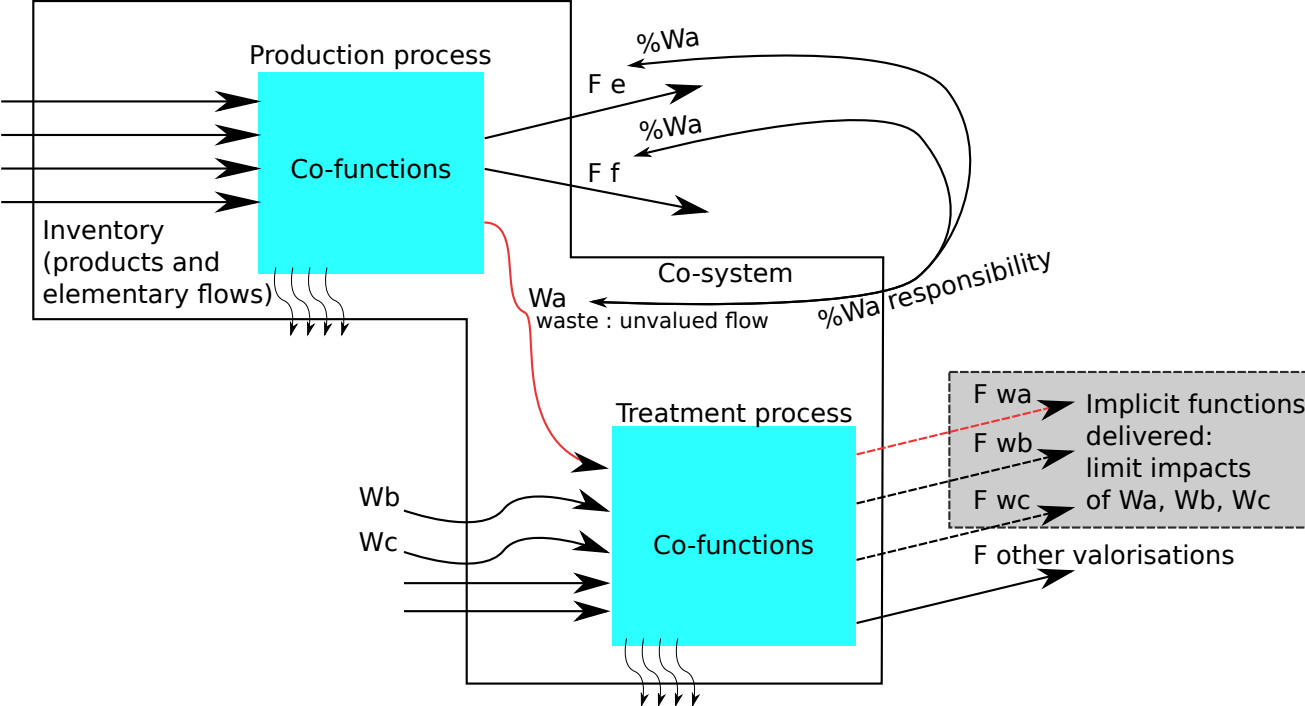 %Wa
Production process
F e
%Wa
Co-functions
F f
Inventory
(products and
elementary flows)
Co-system
%Wa responsibility
Wa
waste : unvalued flow
Treatment process
F wa
Implicit functions
delivered:
F wb
limit impacts
F wc
of Wa, Wb, Wc
Wb
Wc
Co-functions
F other valorisations